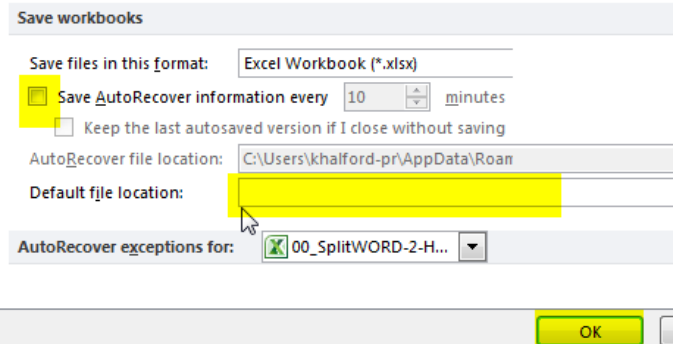 Save workbooks
Save files in this format: Excel Workbook (*.xlsx)
Save AutoRecover information every 10 minutes
Keep the last autosaved version if I close without saving
AutoRecover file location: C:\Users\khalford-pr\AppData\Roam
Default file location:
AutoRecover exceptions for: 00_SplitWORD-2-H...
OK